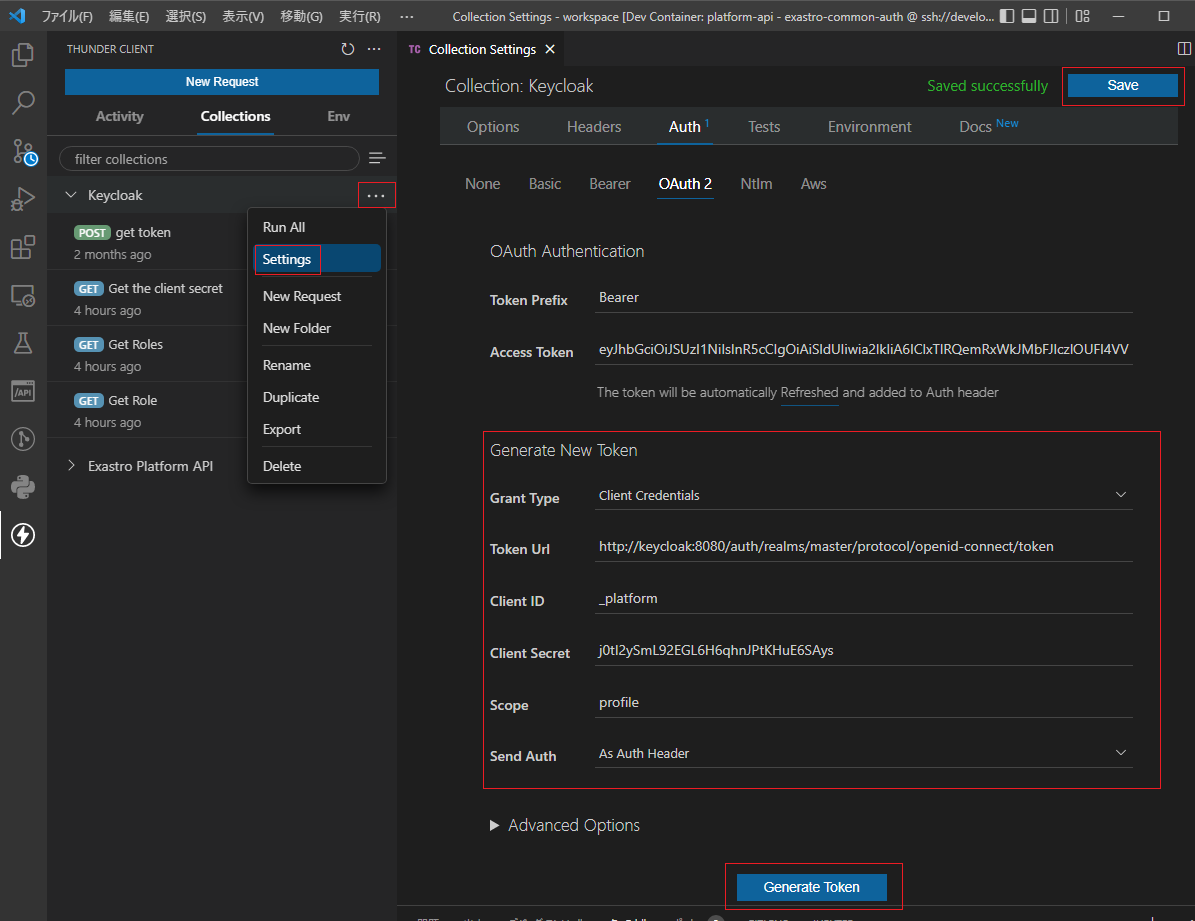 ファイル(F) 編集(E) 選択(S) 表示(V) 移動(G) 実行(R) ··· Collection Settings - workspace [Dev Container: platform-api - exastro-common-auth @ ssh://develo...
THUNDER CLIENT
New Request
Activity Collections Env
filter collections
Keycloak
POST get token
2 months ago
GET Get the client secret
4 hours ago
GET Get Roles
4 hours ago
GET Get Role
4 hours ago
Exastro Platform API
Run All
Settings
New Request
New Folder
Rename
Duplicate
Export
Delete
TC Collection Settings
Collection: Keycloak Saved successfully Save
Options Headers Auth 1 Tests Environment Docs New
None Basic Bearer OAuth 2 Ntlm Aws
OAuth Authentication
Token Prefix Bearer
Access Token
The token will be automatically Refreshed and added to Auth header
Generate New Token
Grant Type Client Credentials
Token Url http://keycloak:8080/auth/realms/master/protocol/openid-connect/token
Client ID _platform
Client Secret
Scope profile
Send Auth As Auth Header
Advanced Options
Generate Token